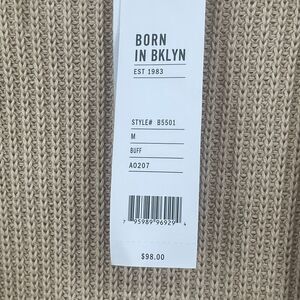 BORN
IN BKLYN
EST 1983
STYLE# B5501
M
BUFF
A0207
7 95989 96929 4
$98.00